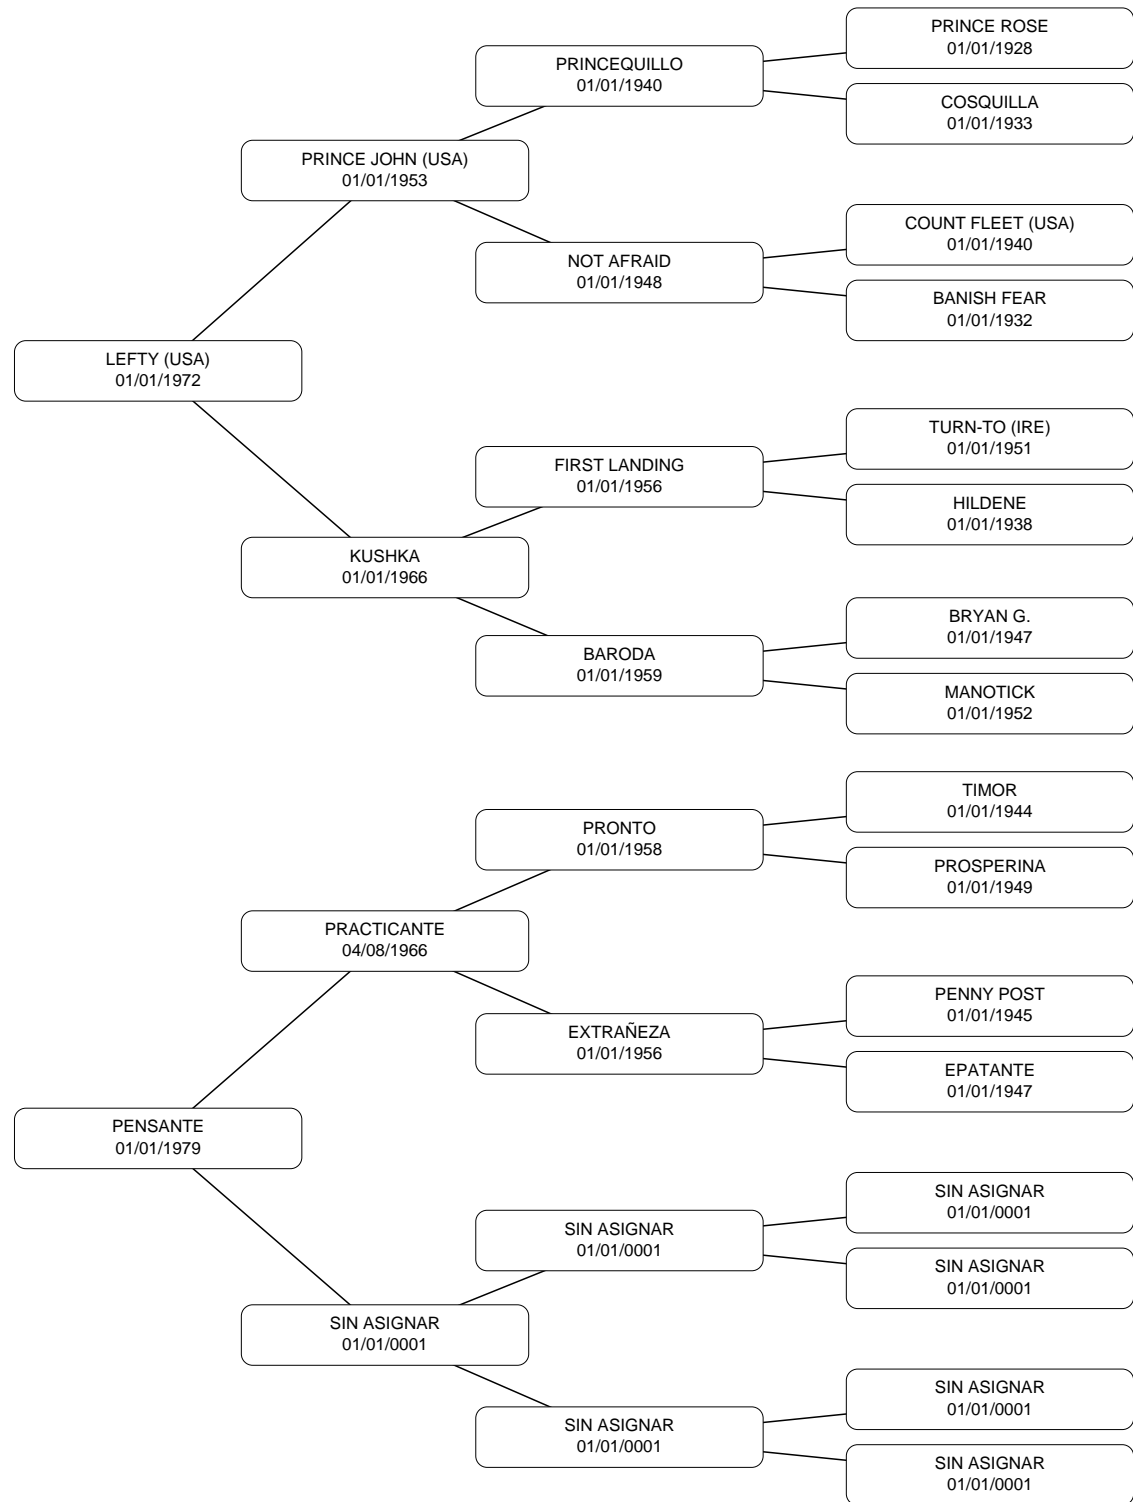 PRINCE ROSE
01/01/1928
PRINCEQUILLO
01/01/1940
COSQUILLA
01/01/1933
PRINCE JOHN (USA)
01/01/1953
COUNT FLEET (USA)
01/01/1940
NOT AFRAID
01/01/1948
BANISH FEAR
01/01/1932
LEFTY (USA)
01/01/1972
TURN-TO (IRE)
01/01/1951
FIRST LANDING
01/01/1956
HILDENE
01/01/1938
KUSHKA
01/01/1966
BRYAN G.
01/01/1947
BARODA
01/01/1959
MANOTICK
01/01/1952
TIMOR
01/01/1944
PRONTO
01/01/1958
PROSPERINA
01/01/1949
PRACTICANTE
04/08/1966
PENNY POST
01/01/1945
EXTRAÑEZA
01/01/1956
EPATANTE
01/01/1947
PENSANTE
01/01/1979
SIN ASIGNAR
01/01/0001
SIN ASIGNAR
01/01/0001
SIN ASIGNAR
01/01/0001
SIN ASIGNAR
01/01/0001
SIN ASIGNAR
01/01/0001
SIN ASIGNAR
01/01/0001
SIN ASIGNAR
01/01/0001